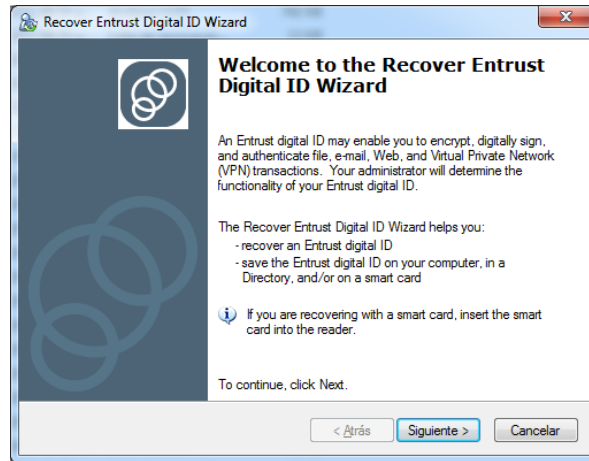 Recover Entrust Digital ID Wizard
Welcome to the Recover Entrust
Digital ID Wizard
An Entrust digital ID may enable you to encrypt, digitally sign,
and authenticate file, e-mail, Web, and Virtual Private Network
(VPN) transactions. Your administrator will determine the
functionality of your Entrust digital ID.
The Recover Entrust Digital ID Wizard helps you:
- recover an Entrust digital ID
- save the Entrust digital ID on your computer, in a
Directory, and/or on a smart card
If you are recovering with a smart card, insert the smart
card into the reader.
To continue, click Next.
< Atrás Siguiente > Cancelar